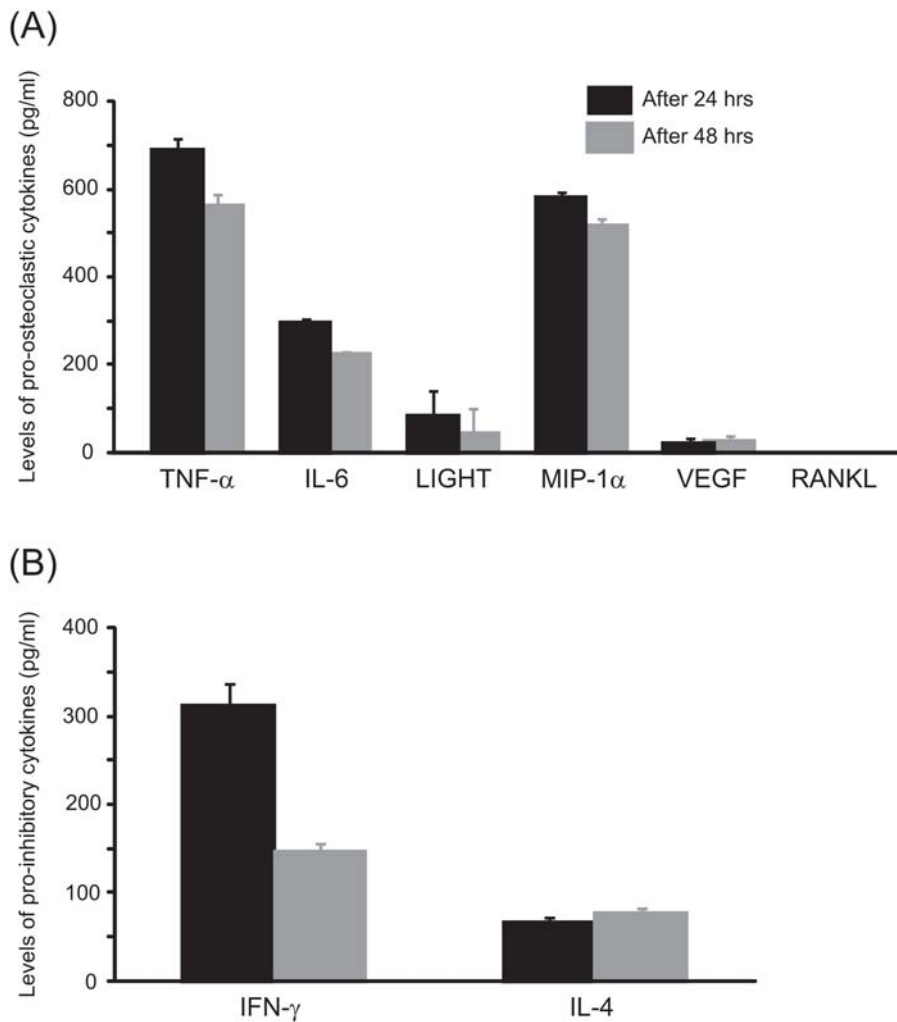 (A)
Levels of pro-osteoclastic cytokines (pg/ml)
800
600
400
200
0
After 24 hrs
After 48 hrs
TNF-α IL-6 LIGHT MIP-1α VEGF RANKL
(B)
Levels of pro-inhibitory cytokines (pg/ml)
400
300
200
100
0
IFN-γ IL-4